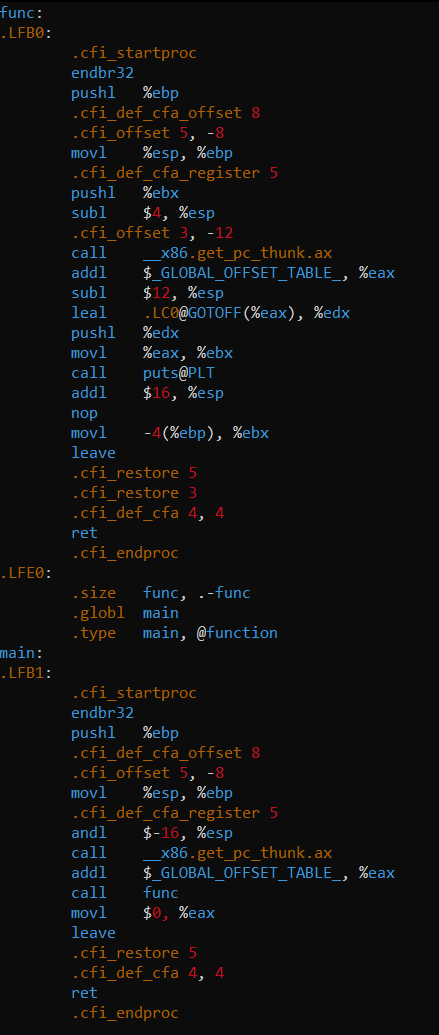 func:
.LFB0:
.cfi_startproc
endbr32
pushl %ebp
.cfi_def_cfa_offset 8
.cfi_offset 5, -8
movl %esp, %ebp
.cfi_def_cfa_register 5
pushl %ebx
subl $4, %esp
.cfi_offset 3, -12
call __x86.get_pc_thunk.ax
addl $_GLOBAL_OFFSET_TABLE_, %eax
subl $12, %esp
leal .LC0@GOTOFF(%eax), %edx
pushl %edx
movl %eax, %ebx
call puts@PLT
addl $16, %esp
nop
movl -4(%ebp), %ebx
leave
.cfi_restore 5
.cfi_restore 3
.cfi_def_cfa 4, 4
ret
.cfi_endproc
.LFE0:
.size func, .-func
.globl main
.type main, @function
main:
.LFB1:
.cfi_startproc
endbr32
pushl %ebp
.cfi_def_cfa_offset 8
.cfi_offset 5, -8
movl %esp, %ebp
.cfi_def_cfa_register 5
andl $-16, %esp
call __x86.get_pc_thunk.ax
addl $_GLOBAL_OFFSET_TABLE_, %eax
call func
movl $0, %eax
leave
.cfi_restore 5
.cfi_def_cfa 4, 4
ret
.cfi_endproc